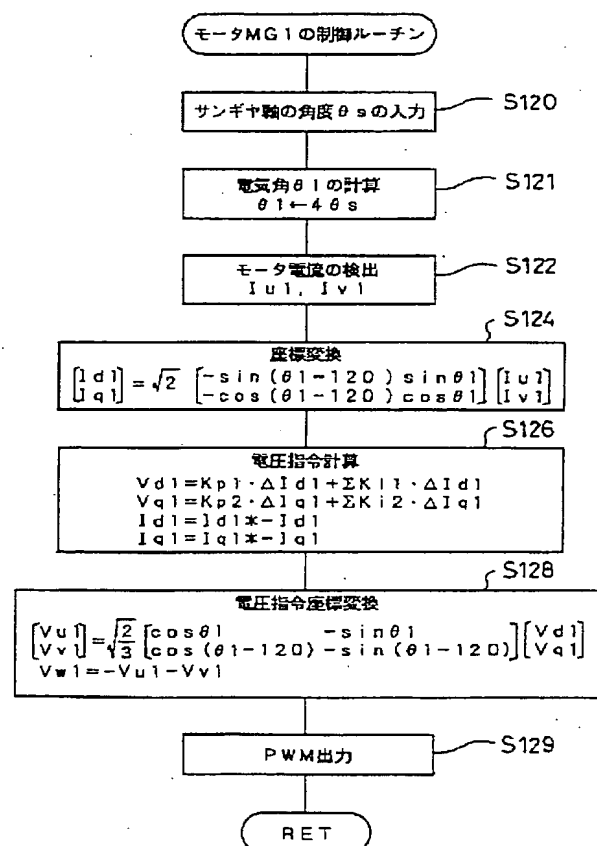 モータMG1の制御ルーチン
S120
サンギヤ軸の角度θsの入力
S121
電気角θ1の計算
θ1←4θs
S122
モータ電流の検出
Iu1, Iv1
S124
座標変換
[Id1]=√2 [-sin(θ1-120) sinθ1][Iu1]
[Iq1] [-cos(θ1-120) cosθ1][Iv1]
S126
電圧指令計算
Vd1=Kp1・ΔId1+ΣKi1・ΔId1
Vq1=Kp2・ΔIq1+ΣKi2・ΔIq1
Id1=Id1*-Id1
Iq1=Iq1*-Iq1
S128
電圧指令座標変換
[Vu1]=√2/3 [cosθ1 -sinθ1][Vd1]
[Vv1] [cos(θ1-120)-sin(θ1-120)][Vq1]
Vw1=-Vu1-Vv1
S129
PWM出力
RET